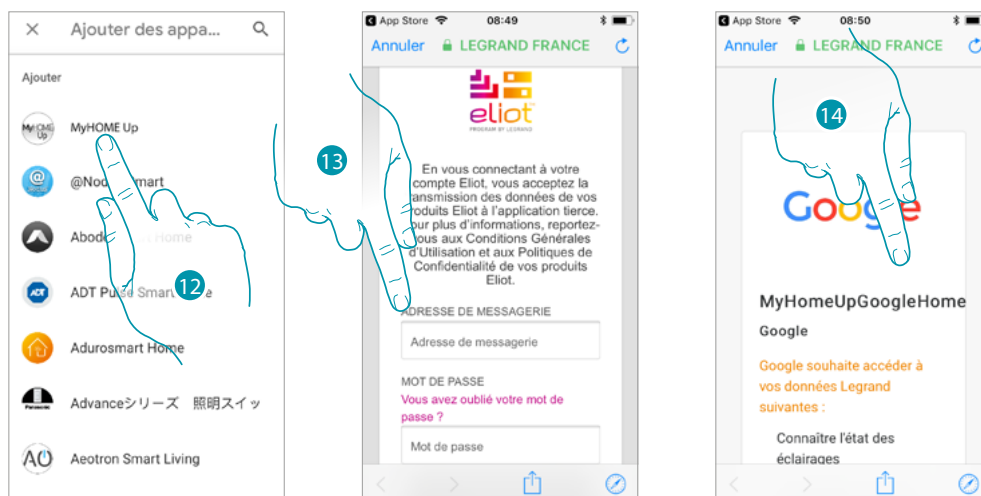 Ajouter des appa...
Ajouter
MyHOME Up
MyHOME Up
Abode Home
ADT
ADT Pulse Smart
Adurosmart Home
Panasonic
Advanceシリーズ 照明スイッ
Aeotron Smart Living
12
App Store
08:49
Annuler
LEGRAND FRANCE
eliot™
PROGRAM BY LEGRAND
En vous connectant à votre
compte Eliot, vous acceptez la
transmission des données de vos
produits Eliot à l'application tierce.
Pour plus d'informations, reportez-
vous aux Conditions Générales
d'Utilisation et aux Politiques de
Confidentialité de vos produits
Eliot.
ADRESSE DE MESSAGERIE
Adresse de messagerie
MOT DE PASSE
Vous avez oublié votre mot de
passe ?
Mot de passe
13
App Store
08:50
Annuler
LEGRAND FRANCE
14
Google
MyHomeUpGoogleHome
Google
Google souhaite accéder à
vos données Legrand
suivantes :
Connaître l'état des
éclairages